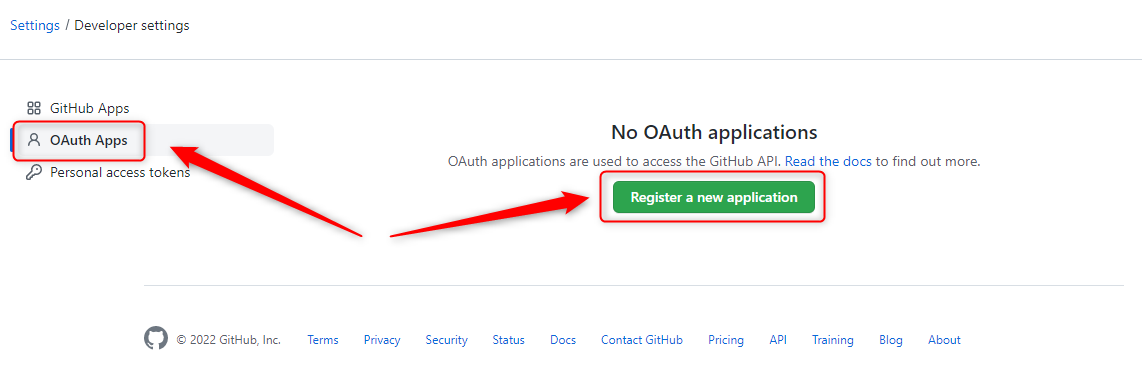 Settings / Developer settings
GitHub Apps
OAuth Apps
Personal access tokens
No OAuth applications
OAuth applications are used to access the GitHub API. Read the docs to find out more.
Register a new application
© 2022 GitHub, Inc. Terms Privacy Security Status Docs Contact GitHub Pricing API Training Blog About